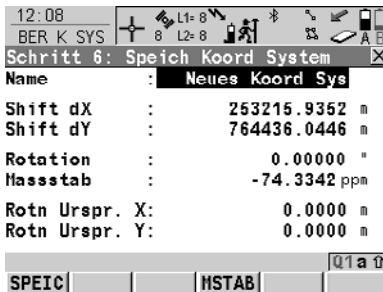 12:08
BER K SYS
L1= 8
8 L2= 8
A B
Schritt 6: Speich Koord System X
Name : Neues Koord Sys
Shift dX : 253215.9352 m
Shift dY : 764436.0446 m
Rotation : 0.00000 "
Massstab : -74.3342 ppm
Rotn Urspr. X: 0.0000 m
Rotn Urspr. Y: 0.0000 m
Q1 a ⇧
SPEIC MSTAB